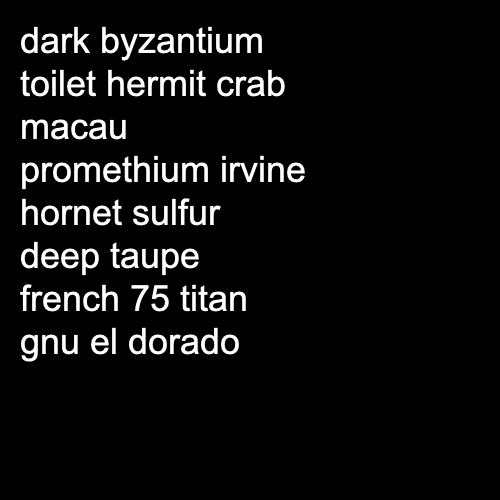 dark byzantium
toilet hermit crab
macau
promethium irvine
hornet sulfur
deep taupe
french 75 titan
gnu el dorado